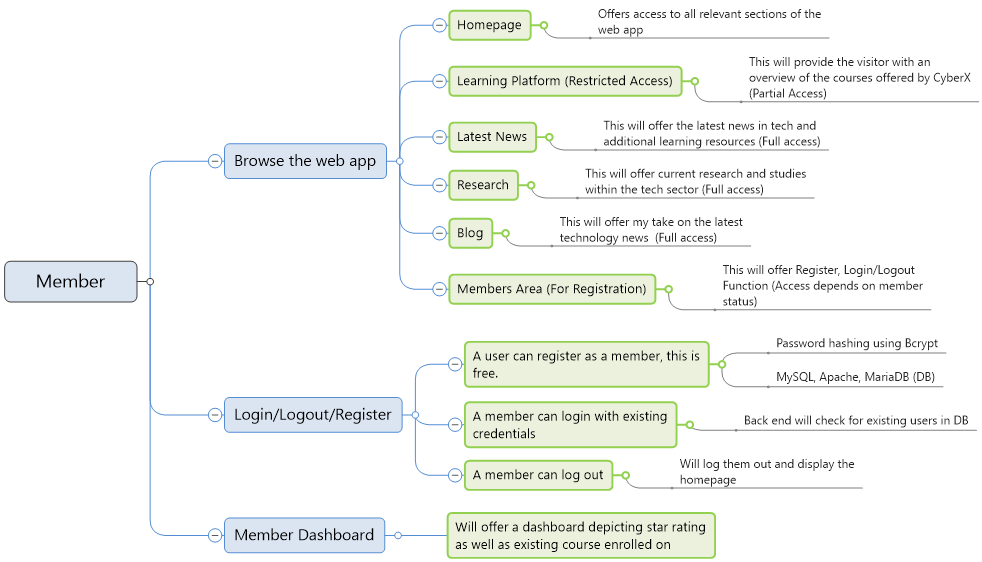 Homepage
Offers access to all relevant sections of the
web app
Learning Platform (Restricted Access)
This will provide the visitor with an
overview of the courses offered by CyberX
(Partial Access)
Latest News
This will offer the latest news in tech and
additional learning resources (Full access)
Browse the web app
Research
This will offer current research and studies
within the tech sector (Full access)
Blog
This will offer my take on the latest
technology news  (Full access)
Members Area (For Registration)
This will offer Register, Login/Logout
Function (Access depends on member
status)
Member
A user can register as a member, this is
free.
Password hashing using Bcrypt
MySQL, Apache, MariaDB (DB)
Login/Logout/Register
A member can login with existing
credentials
Back end will check for existing users in DB
A member can log out
Will log them out and display the
homepage
Member Dashboard
Will offer a dashboard depicting star rating
as well as existing course enrolled on